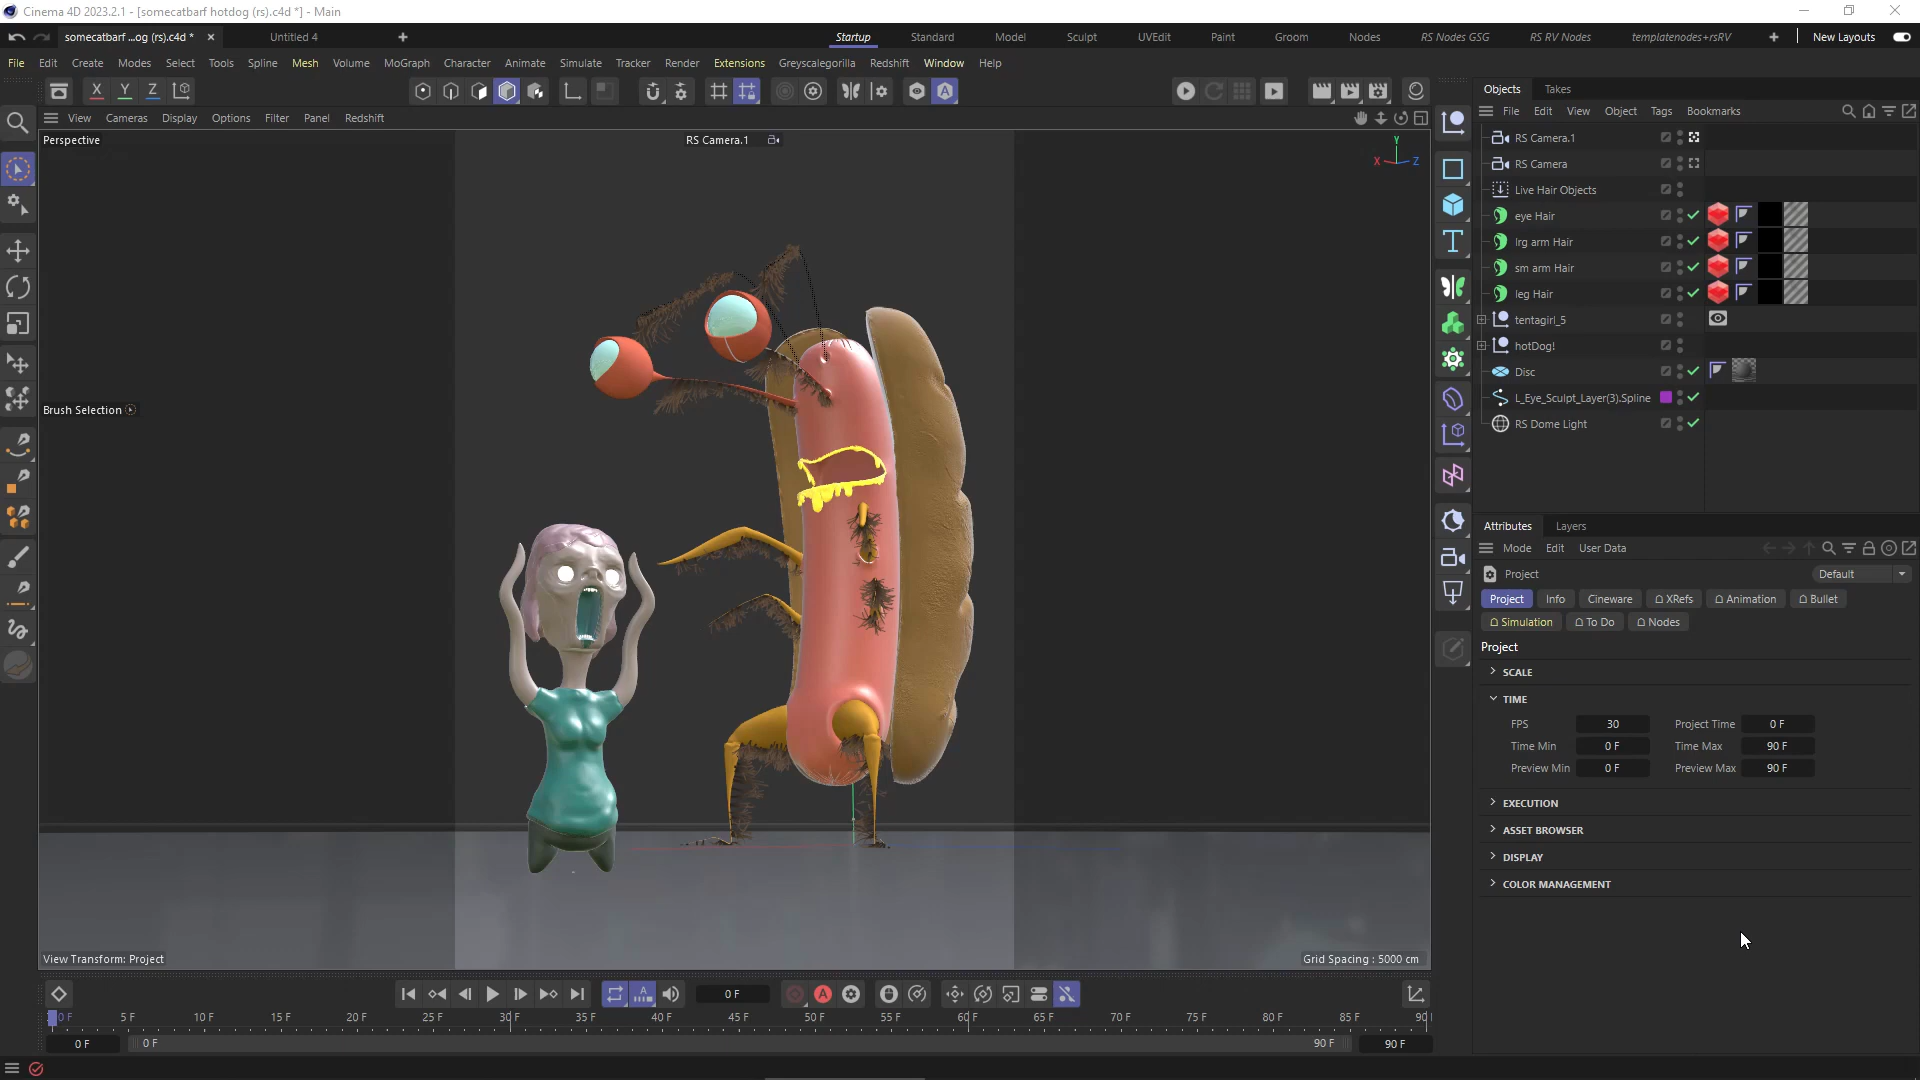 Cinema 4D 2023.2.1 - [somecatbarf hotdog (rs).c4d *] - Main
somecatbarf ...og (rs).c4d * Untitled 4
Startup Standard Model Sculpt UVEdit Paint Groom Nodes RS Nodes GSG RS RV Nodes templatenodes+rsRV New Layouts
File Edit Create Modes Select Tools Spline Mesh Volume MoGraph Character Animate Simulate Tracker Render Extensions Greyscalegorilla Redshift Window Help
X Y Z
View Cameras Display Options Filter Panel Redshift
Perspective
RS Camera.1
Y
X Z
Brush Selection
View Transform: Project
Grid Spacing : 5000 cm
Objects Takes
File Edit View Object Tags Bookmarks
RS Camera.1
RS Camera
Live Hair Objects
eye Hair
lrg arm Hair
sm arm Hair
leg Hair
tentagirl_5
hotDog!
Disc
L_Eye_Sculpt_Layer(3).Spline
RS Dome Light
Attributes Layers
Mode Edit User Data
Project Default
Project Info Cineware XRefs Animation Bullet
Simulation To Do Nodes
Project
SCALE
TIME
FPS 30 Project Time 0 F
Time Min 0 F Time Max 90 F
Preview Min 0 F Preview Max 90 F
EXECUTION
ASSET BROWSER
DISPLAY
COLOR MANAGEMENT
0 F
0 F 5 F 10 F 15 F 20 F 25 F 30 F 35 F 40 F 45 F 50 F 55 F 60 F 65 F 70 F 75 F 80 F 85 F 90
0 F 0 F 90 F 90 F